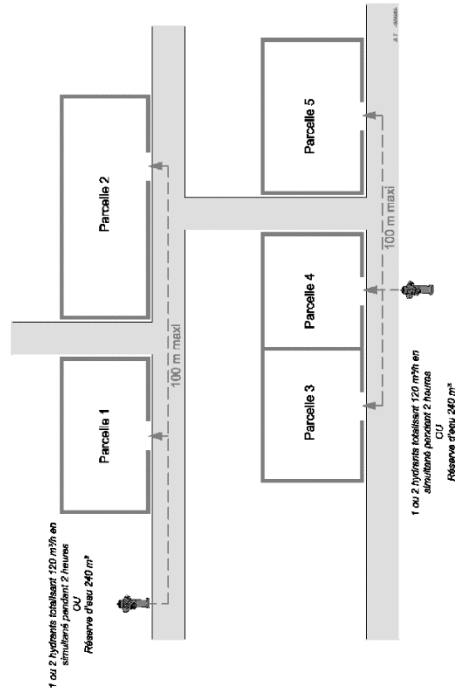 Parcelle 1
Parcelle 2
100 m maxi
1 ou 2 hydrants totalisant 120 m³/h en
simultané pendant 2 heures
OU
Réserve d'eau 240 m³
Parcelle 3
Parcelle 4
Parcelle 5
100 m maxi
1 ou 2 hydrants totalisant 120 m³/h en
simultané pendant 2 heures
OU
Réserve d'eau 240 m³